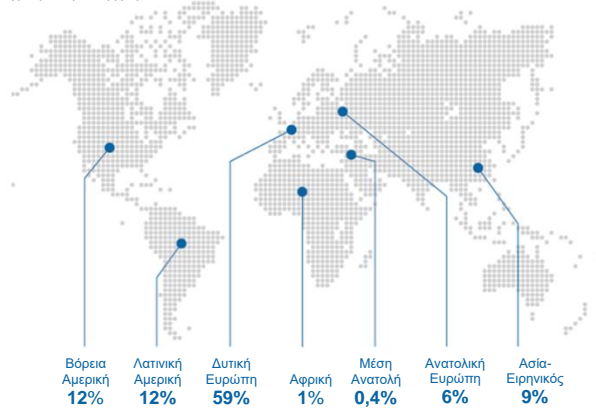 Βόρεια Αμερική 12%
Λατινική Αμερική 12%
Δυτική Ευρώπη 59%
Αφρική 1%
Μέση Ανατολή 0,4%
Ανατολική Ευρώπη 6%
Ασία-Ειρηνικός 9%